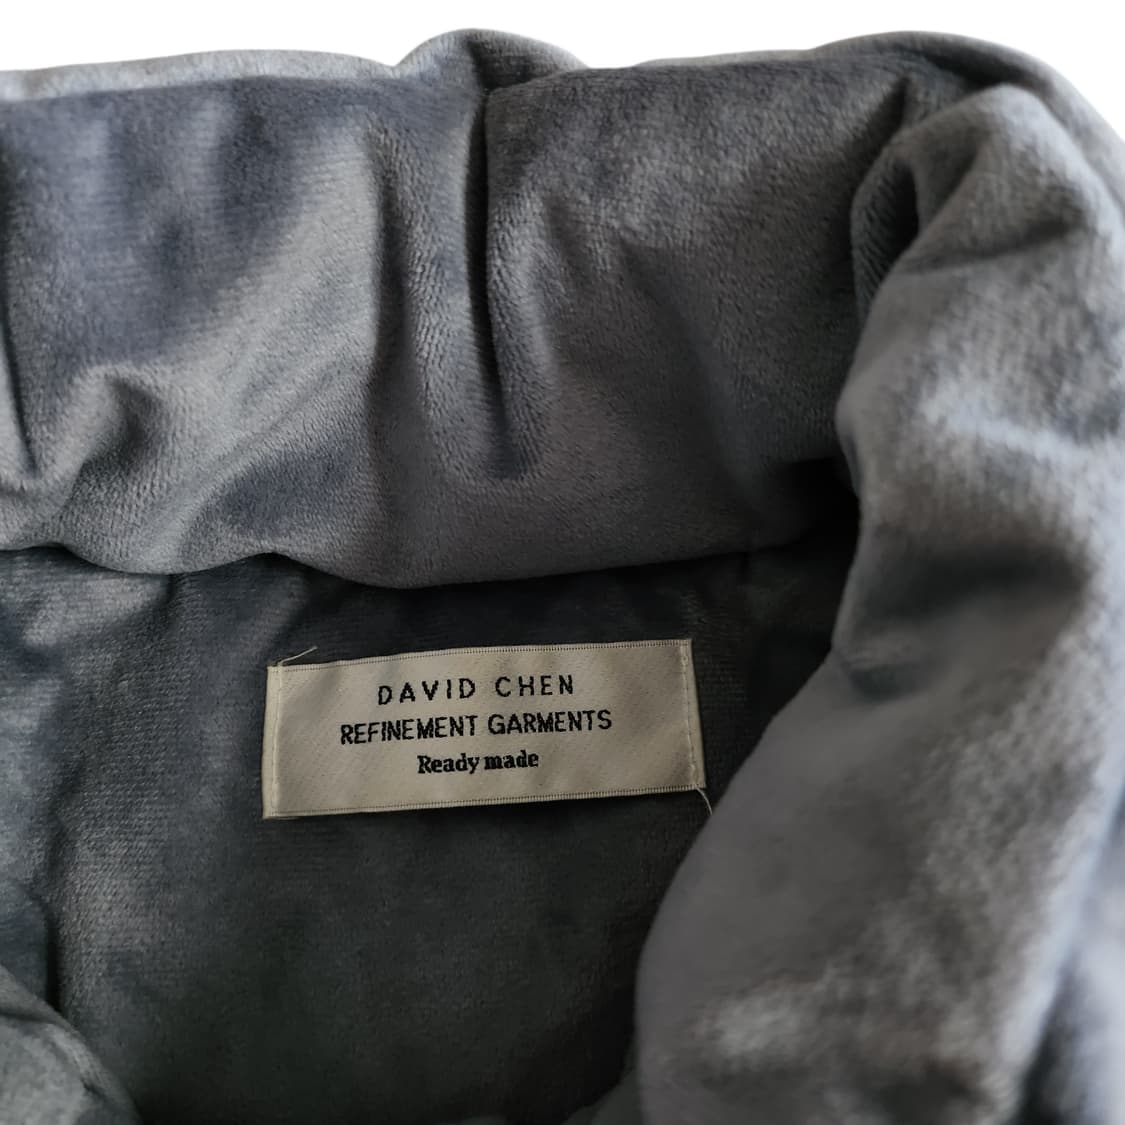 DAVID CHEN
REFINEMENT GARMENTS
Ready made